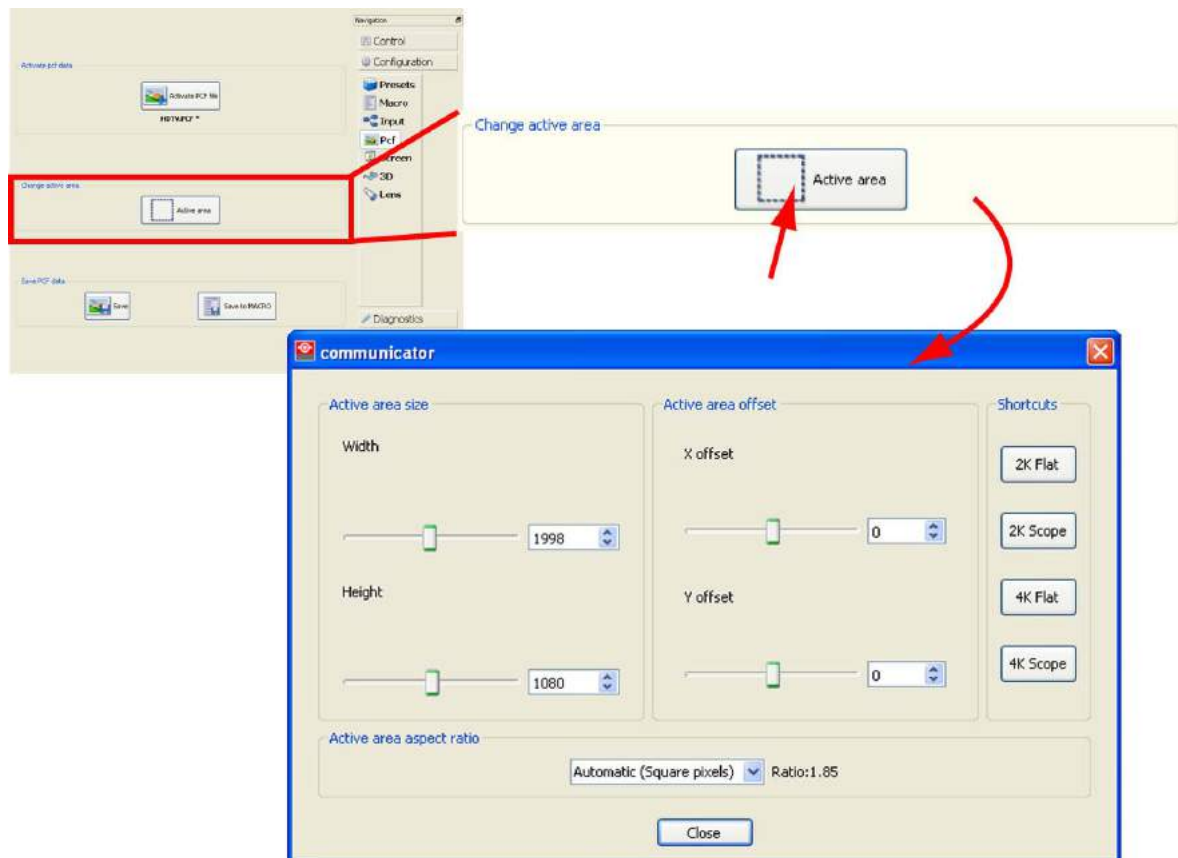 Navigation
Control
Configuration
Activate pcf data
Activate PCF file
HDTV.PCF *
Presets
Macro
Input
Pcf
Screen
3D
Lens
Change active area
Active area
Change active area
Active area
Save PCF data
Save
Save to MACRO
Diagnostics
communicator
Active area size
Active area offset
Shortcuts
Width
X offset
2K Flat
1998
0
2K Scope
Height
Y offset
4K Flat
1080
0
4K Scope
Active area aspect ratio
Automatic (Square pixels)
Ratio:1.85
Close